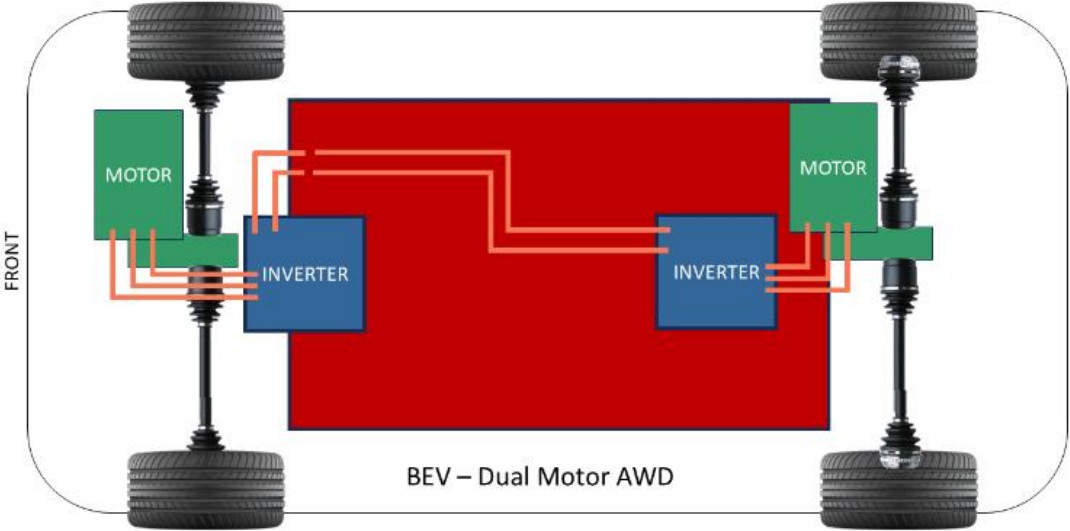 FRONT
MOTOR
MOTOR
INVERTER
INVERTER
BEV – Dual Motor AWD